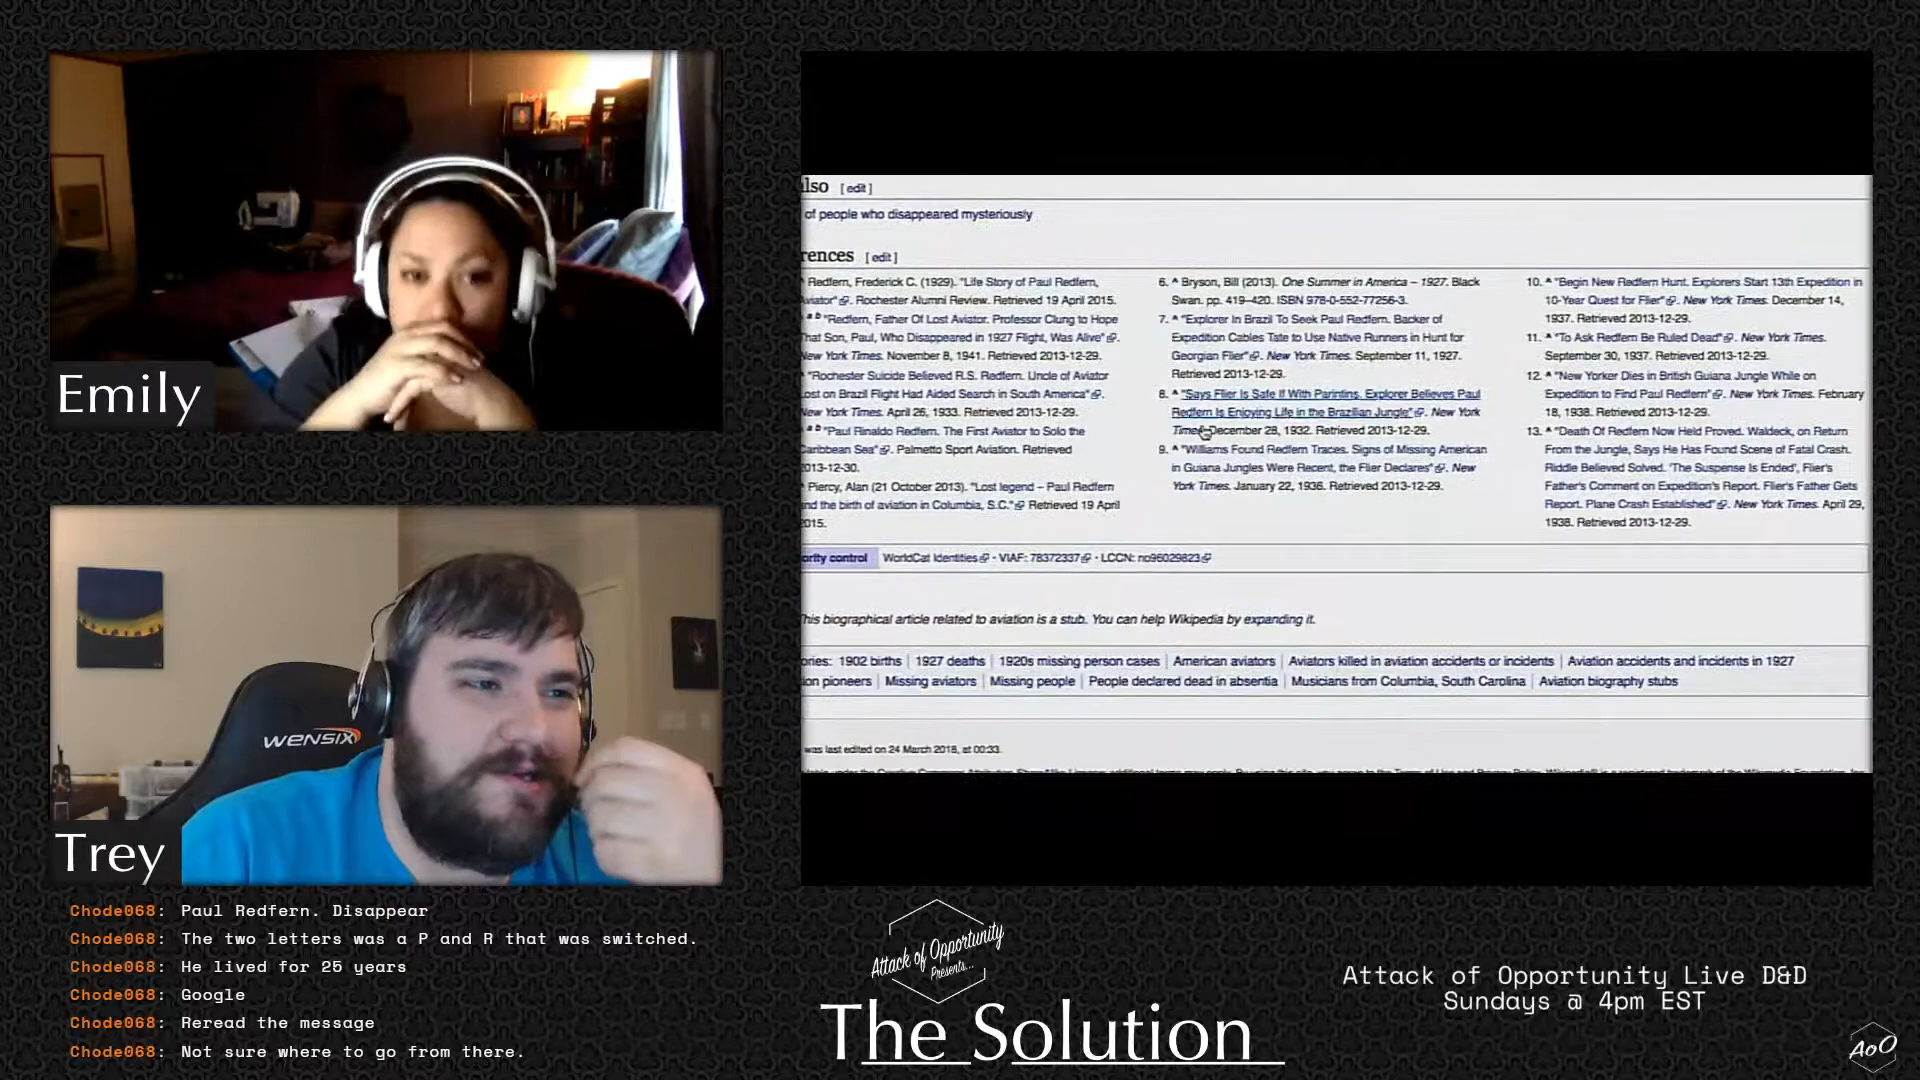 Emily
WENSIX
Trey
Chode068: Paul Redfern. Disappear
Chode068: The two letters was a P and R that was switched.
Chode068: He lived for 25 years
Chode068: Google
Chode068: Reread the message
Chode068: Not sure where to go from there.
lso [ edit ]
of people who disappeared mysteriously
rences [ edit ]
Redfern, Frederick C. (1929). "Life Story of Paul Redfern,
Aviator". Rochester Alumni Review. Retrieved 19 April 2015.
^ a b "Redfern, Father Of Lost Aviator. Professor Clung to Hope
That Son, Paul, Who Disappeared in 1927 Flight, Was Alive".
New York Times. November 8, 1941. Retrieved 2013-12-29.
"Rochester Suicide Believed R.S. Redfern. Uncle of Aviator
Lost on Brazil Flight Had Aided Search in South America".
New York Times. April 26, 1933. Retrieved 2013-12-29.
^ a b "Paul Rinaldo Redfern. The First Aviator to Solo the
Caribbean Sea". Palmetto Sport Aviation. Retrieved
2013-12-30.
^ Piercy, Alan (21 October 2013). "Lost legend – Paul Redfern
and the birth of aviation in Columbia, S.C." Retrieved 19 April
2015.
6. ^ Bryson, Bill (2013). One Summer in America – 1927. Black
Swan. pp. 419–420. ISBN 978-0-552-77256-3.
7. ^ "Explorer In Brazil To Seek Paul Redfern. Backer of
Expedition Cables Tate to Use Native Runners in Hunt for
Georgian Flier". New York Times. September 11, 1927.
Retrieved 2013-12-29.
8. ^ "Says Flier Is Safe If With Parintins. Explorer Believes Paul
Redfern Is Enjoying Life in the Brazilian Jungle". New York
Times. December 28, 1932. Retrieved 2013-12-29.
9. ^ "Williams Found Redfern Traces. Signs of Missing American
in Guiana Jungles Were Recent, the Flier Declares". New
York Times. January 22, 1936. Retrieved 2013-12-29.
10. ^ "Begin New Redfern Hunt. Explorers Start 13th Expedition in
10-Year Quest for Flier". New York Times. December 14,
1937. Retrieved 2013-12-29.
11. ^ "To Ask Redfern Be Ruled Dead". New York Times.
September 30, 1937. Retrieved 2013-12-29.
12. ^ "New Yorker Dies in British Guiana Jungle While on
Expedition to Find Paul Redfern". New York Times. February
18, 1938. Retrieved 2013-12-29.
13. ^ "Death Of Redfern Now Held Proved. Waldeck, on Return
From the Jungle, Says He Has Found Scene of Fatal Crash.
Riddle Believed Solved. 'The Suspense Is Ended', Flier's
Father's Comment on Expedition's Report. Flier's Father Gets
Report. Plane Crash Established". New York Times. April 29,
1938. Retrieved 2013-12-29.
ority control WorldCat Identities - VIAF: 78372337 - LCCN: no96029823
This biographical article related to aviation is a stub. You can help Wikipedia by expanding it.
ories: 1902 births | 1927 deaths | 1920s missing person cases | American aviators | Aviators killed in aviation accidents or incidents | Aviation accidents and incidents in 1927
on pioneers | Missing aviators | Missing people | People declared dead in absentia | Musicians from Columbia, South Carolina | Aviation biography stubs
was last edited on 24 March 2018, at 00:33.
Attack of Opportunity
Presents...
The Solution
Attack of Opportunity Live D&D
Sundays @ 4pm EST
AoO